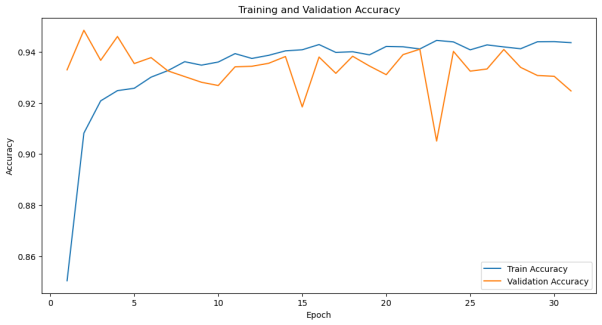 Training and Validation Accuracy
Accuracy
0.94
0.92
0.90
0.88
0.86
0
5
10
15
20
25
30
Epoch
Train Accuracy
Validation Accuracy